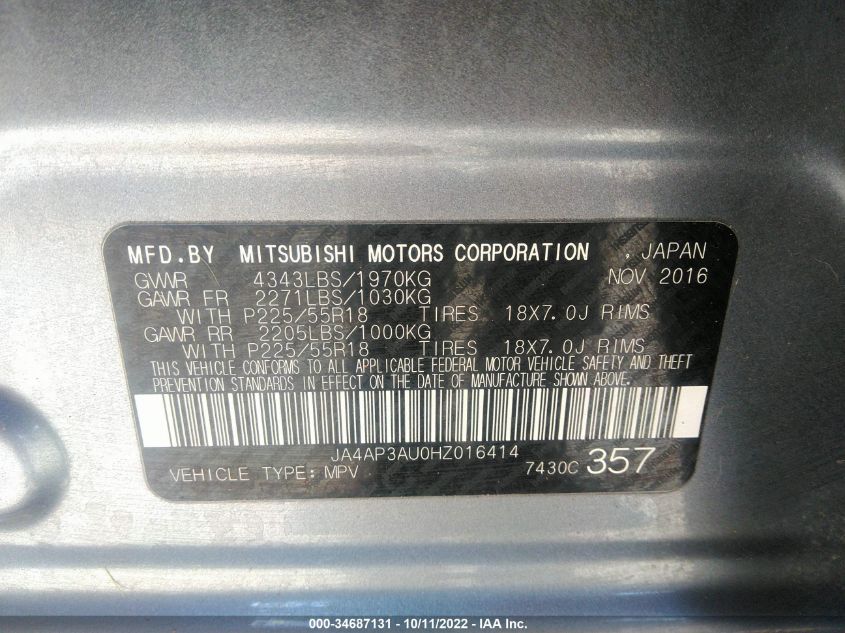 MFD.BY MITSUBISHI MOTORS CORPORATION , JAPAN
GVWR 4343LBS/1970KG NOV 2016
GAWR FR 2271LBS/1030KG
WITH P225/55R18 TIRES 18X7.0J RIMS
GAWR RR 2205LBS/1000KG
WITH P225/55R18 TIRES 18X7.0J RIMS
THIS VEHICLE CONFORMS TO ALL APPLICABLE FEDERAL MOTOR VEHICLE SAFETY AND THEFT
PREVENTION STANDARDS IN EFFECT ON THE DATE OF MANUFACTURE SHOWN ABOVE.
JA4AP3AU0HZ016414
VEHICLE TYPE: MPV 7430C 357
000-34687131 - 10/11/2022 - IAA Inc.